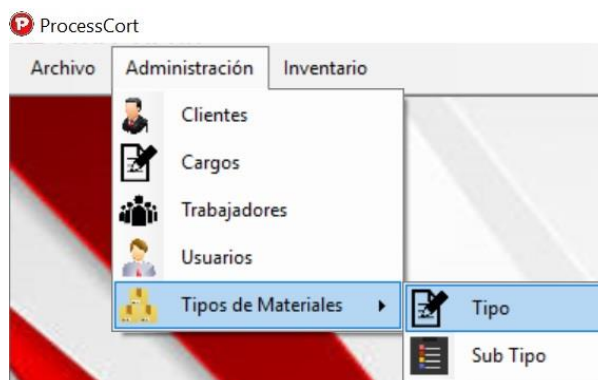 P ProcessCort
Archivo Administración Inventario
Clientes
Cargos
Trabajadores
Usuarios
Tipos de Materiales
Tipo
Sub Tipo